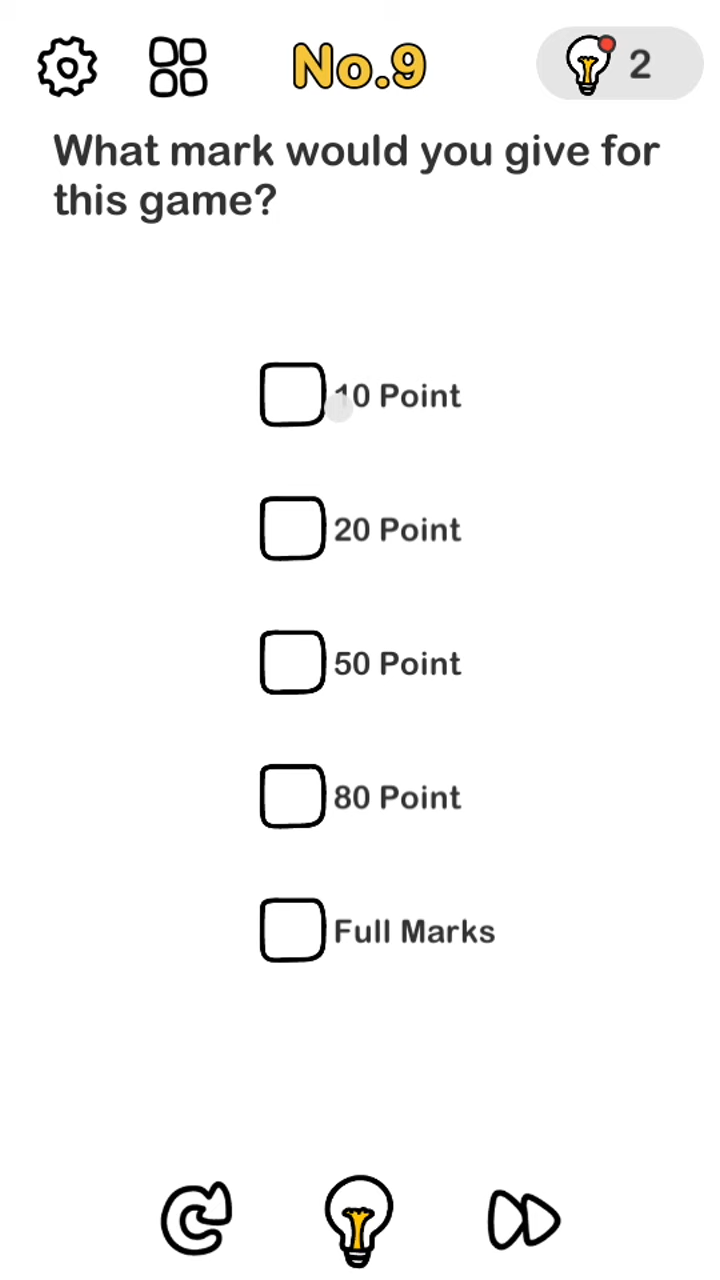 No.9
2
What mark would you give for
this game?
10 Point
20 Point
50 Point
80 Point
Full Marks